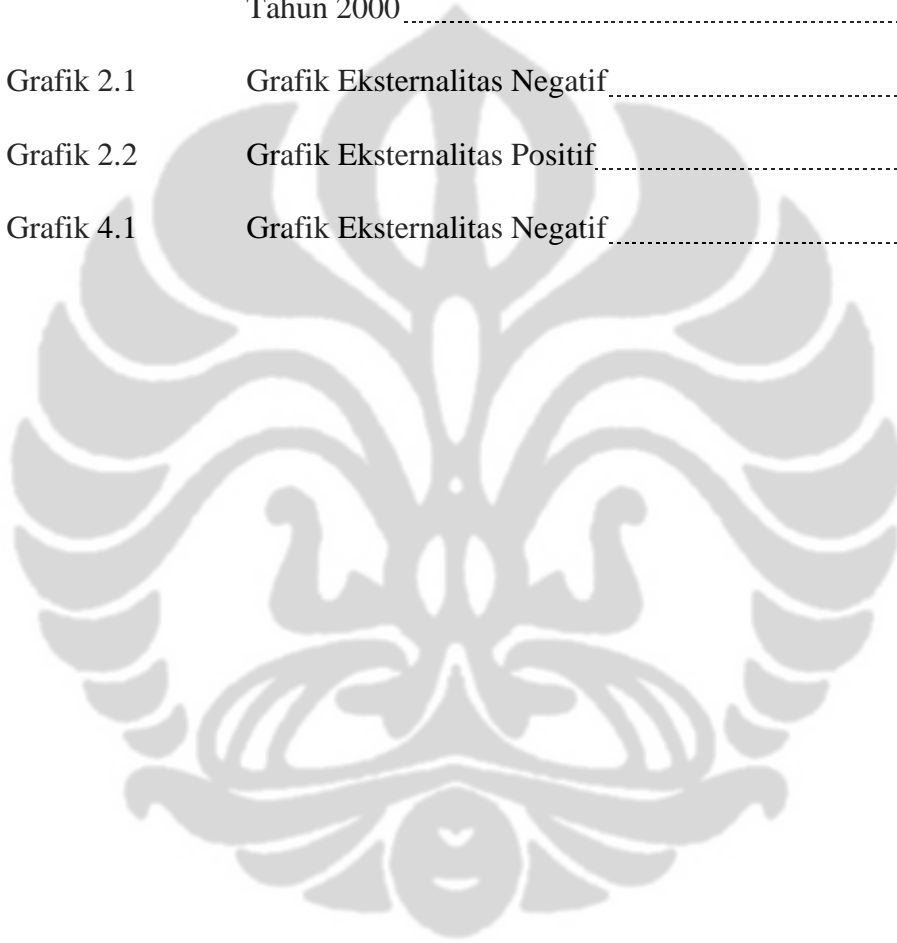 Tahun 2000
Grafik 2.1 Grafik Eksternalitas Negatif
Grafik 2.2 Grafik Eksternalitas Positif
Grafik 4.1 Grafik Eksternalitas Negatif